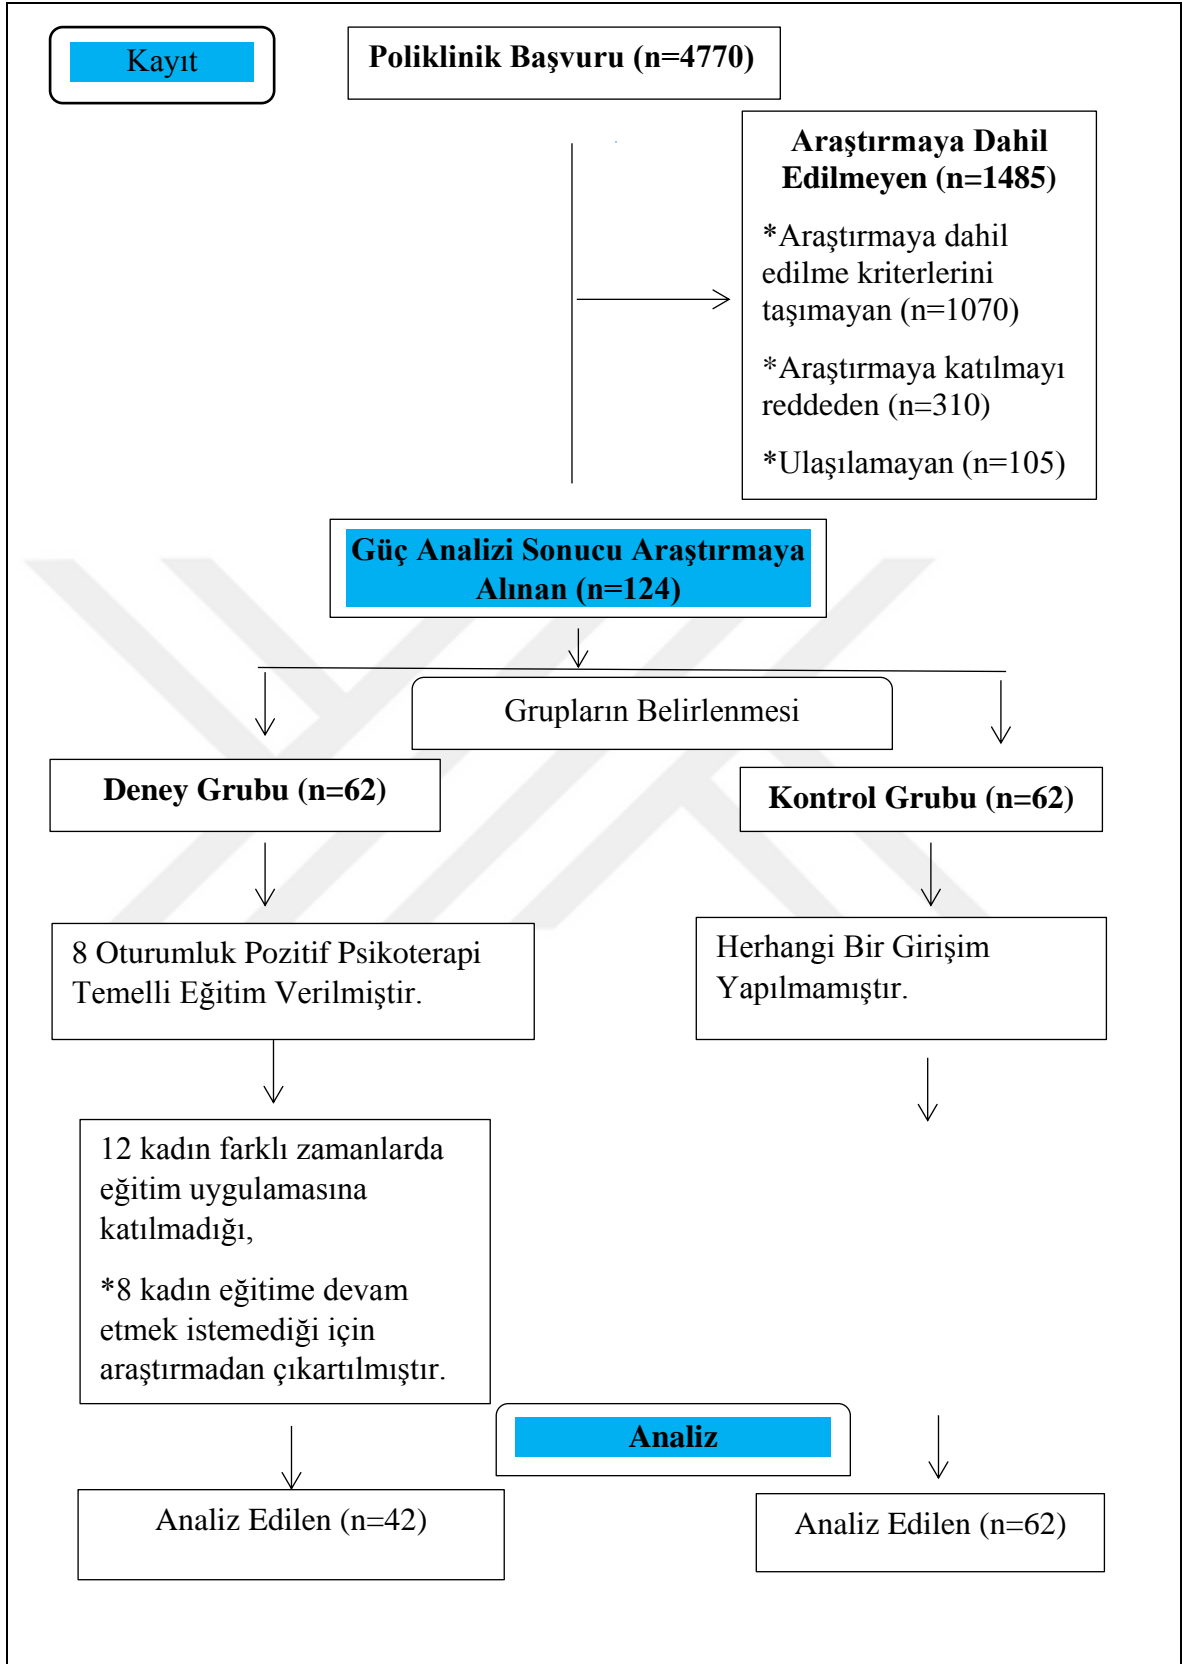 Kayıt
Poliklinik Başvuru (n=4770)
Araştırmaya Dahil
Edilmeyen (n=1485)
*Araştırmaya dahil
edilme kriterlerini
taşımayan (n=1070)
*Araştırmaya katılmayı
reddeden (n=310)
*Ulaşılamayan (n=105)
Güç Analizi Sonucu Araştırmaya
Alınan (n=124)
Grupların Belirlenmesi
Deney Grubu (n=62)
Kontrol Grubu (n=62)
8 Oturumluk Pozitif Psikoterapi
Temelli Eğitim Verilmiştir.
Herhangi Bir Girişim
Yapılmamıştır.
12 kadın farklı zamanlarda
eğitim uygulamasına
katılmadığı,
*8 kadın eğitime devam
etmek istemediği için
araştırmadan çıkartılmıştır.
Analiz
Analiz Edilen (n=42)
Analiz Edilen (n=62)